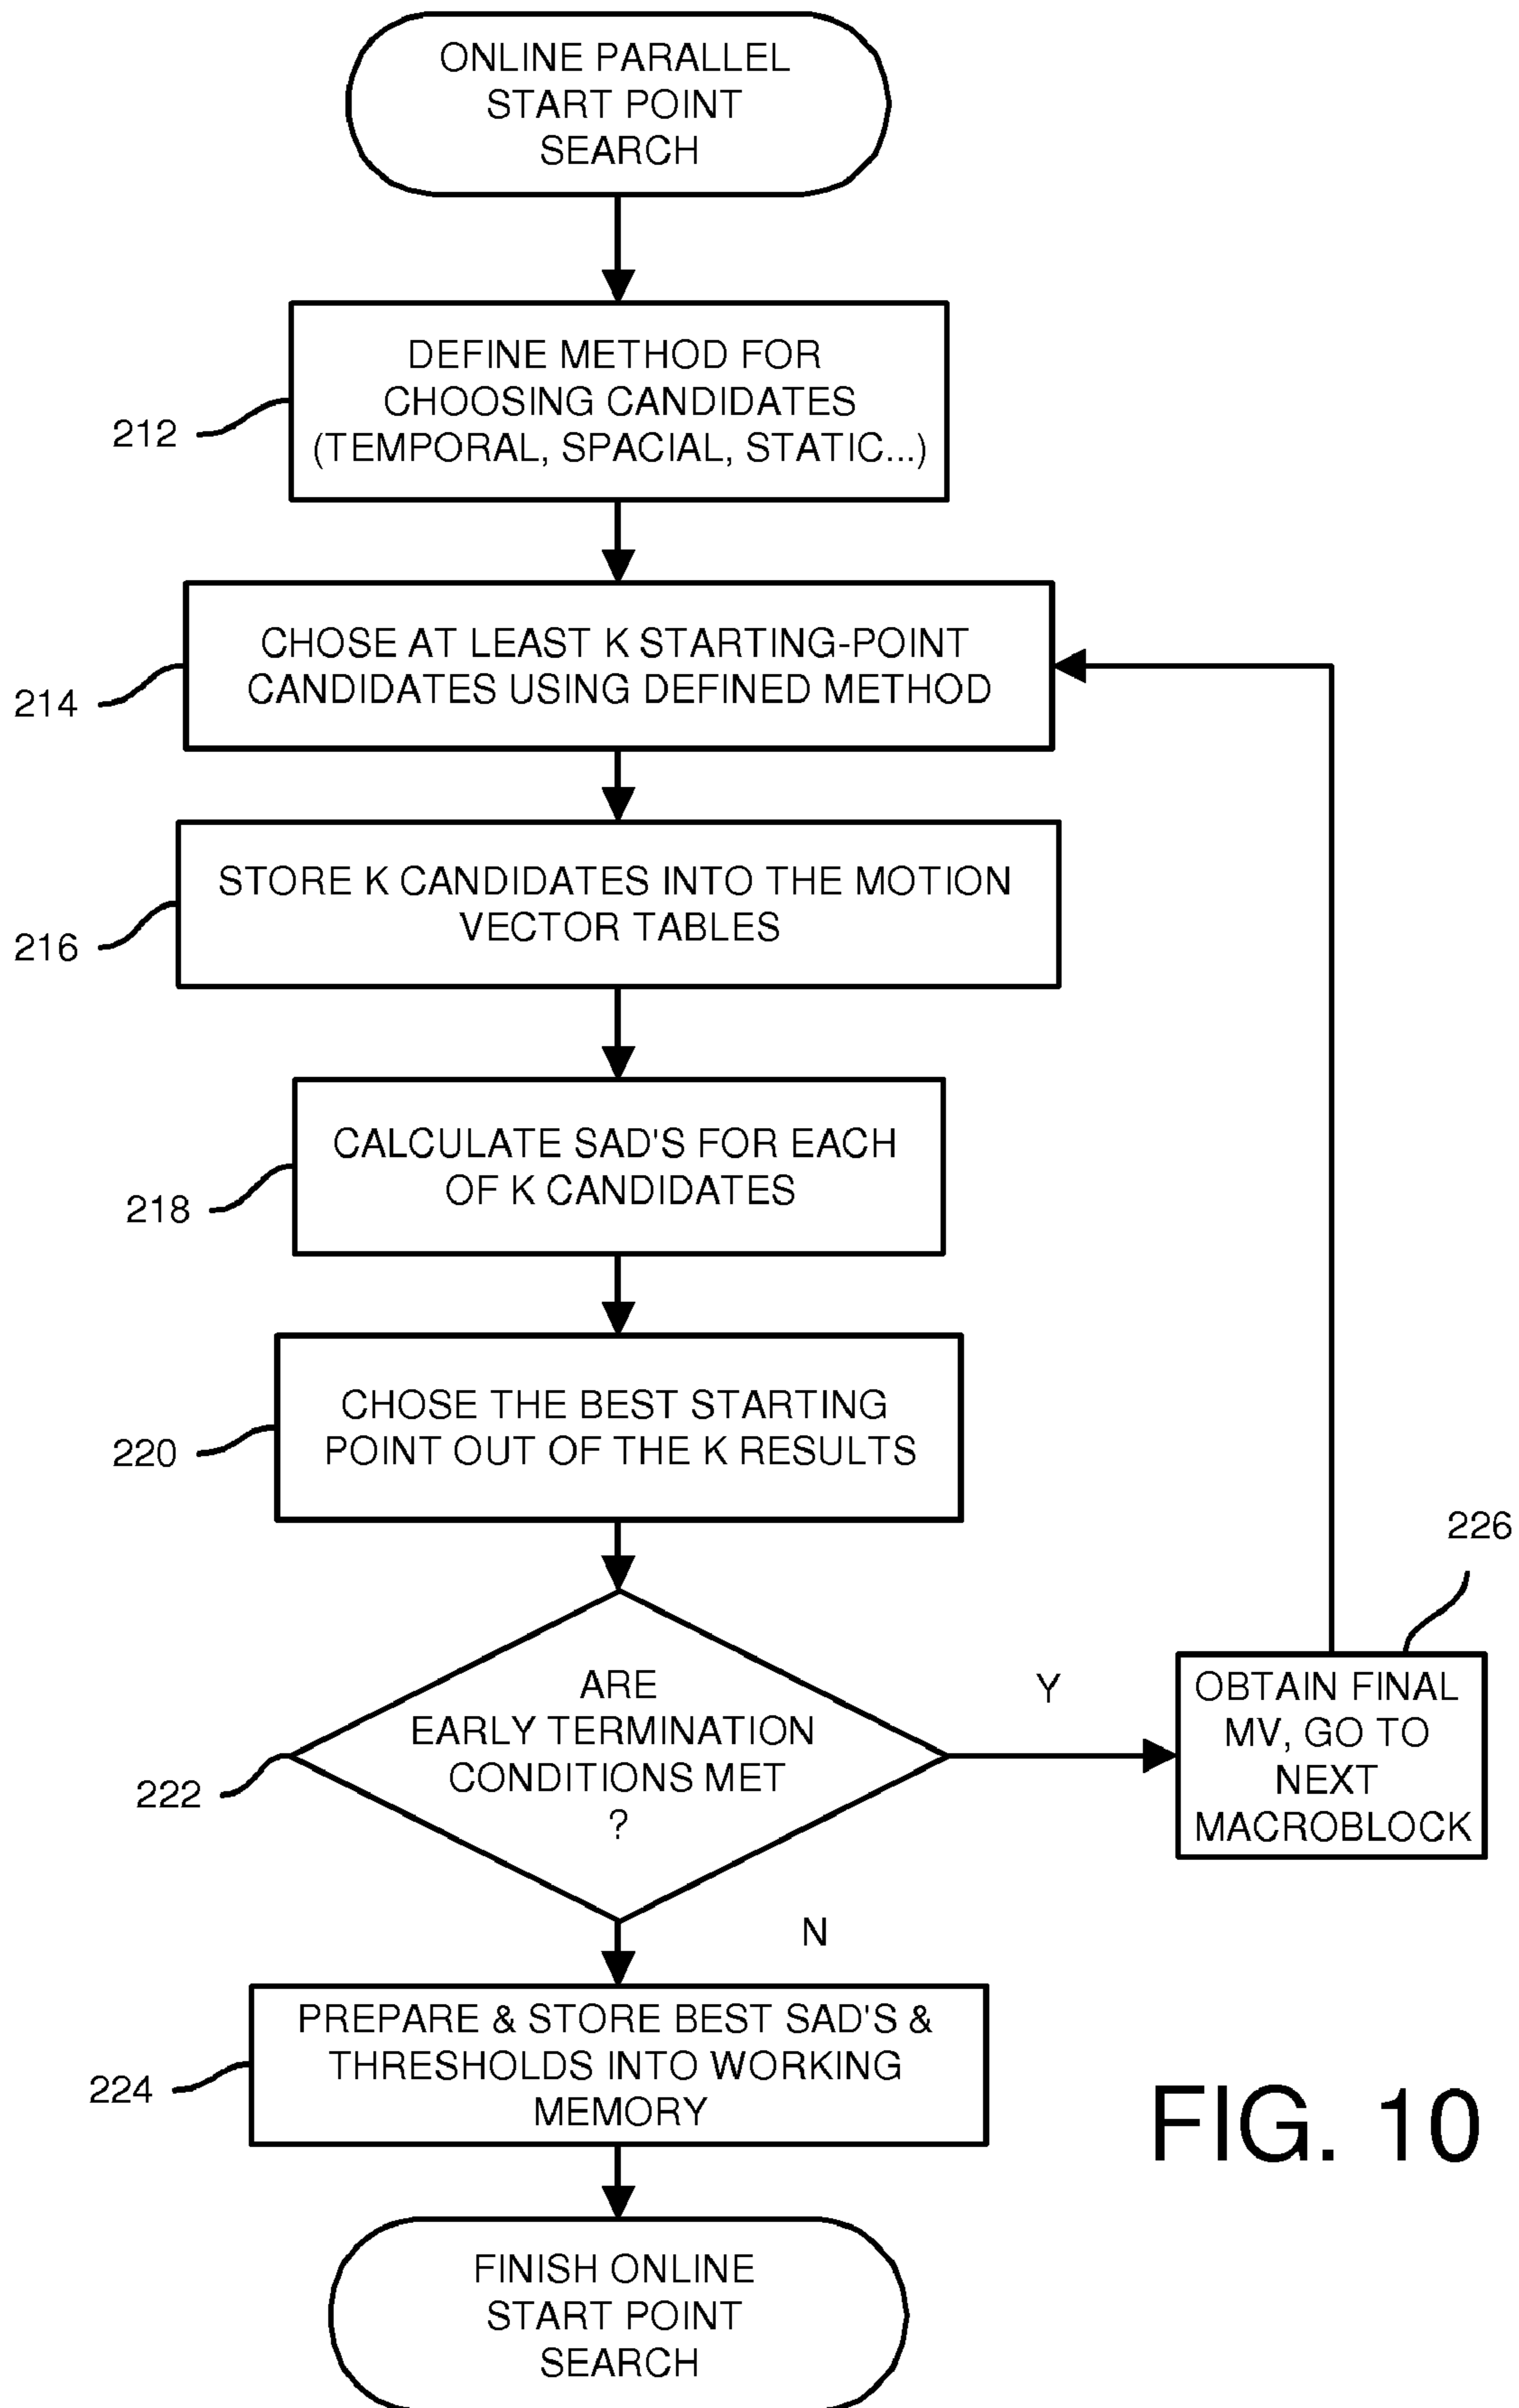 ONLINE PARALLEL
START POINT
SEARCH
DEFINE METHOD FOR
CHOOSING CANDIDATES
(TEMPORAL, SPACIAL, STATIC...)
212
CHOSE AT LEAST K STARTING-POINT
CANDIDATES USING DEFINED METHOD
214
STORE K CANDIDATES INTO THE MOTION
VECTOR TABLES
216
CALCULATE SAD'S FOR EACH
OF K CANDIDATES
218
CHOSE THE BEST STARTING
POINT OUT OF THE K RESULTS
220
226
ARE
EARLY TERMINATION
CONDITIONS MET
?
222
Y
OBTAIN FINAL
MV, GO TO
NEXT
MACROBLOCK
N
PREPARE & STORE BEST SAD'S &
THRESHOLDS INTO WORKING
MEMORY
224
FIG. 10
FINISH ONLINE
START POINT
SEARCH